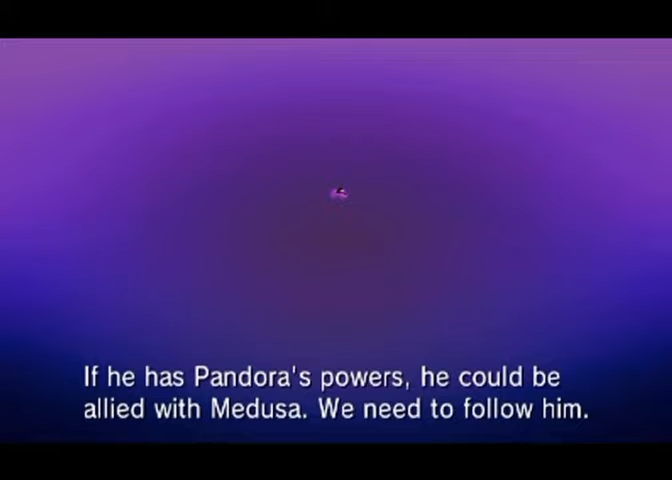 If he has Pandora's powers, he could be
allied with Medusa. We need to follow him.